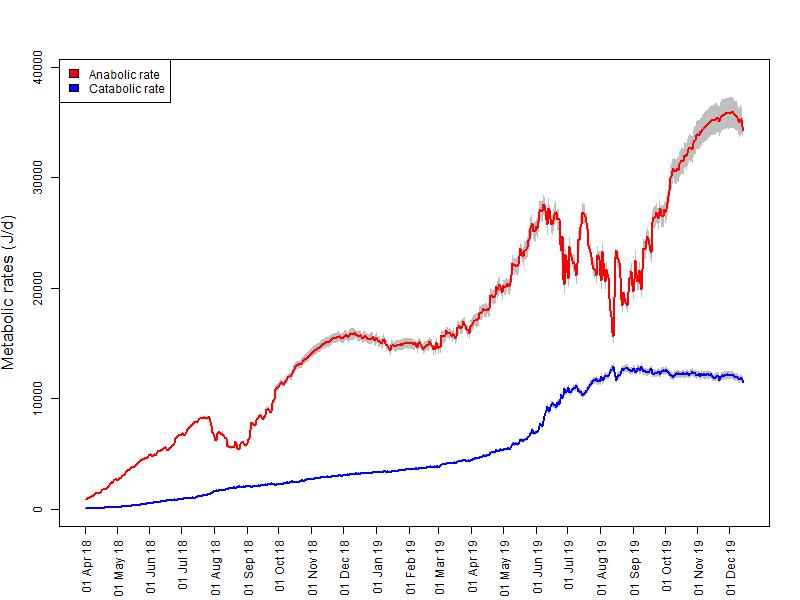 Anabolic rate
Catabolic rate
Metabolic rates (J/d)
40000
30000
20000
10000
0
01 Apr 18
01 May 18
01 Jun 18
01 Jul 18
01 Aug 18
01 Sep 18
01 Oct 18
01 Nov 18
01 Dec 18
01 Jan 19
01 Feb 19
01 Mar 19
01 Apr 19
01 May 19
01 Jun 19
01 Jul 19
01 Aug 19
01 Sep 19
01 Oct 19
01 Nov 19
01 Dec 19